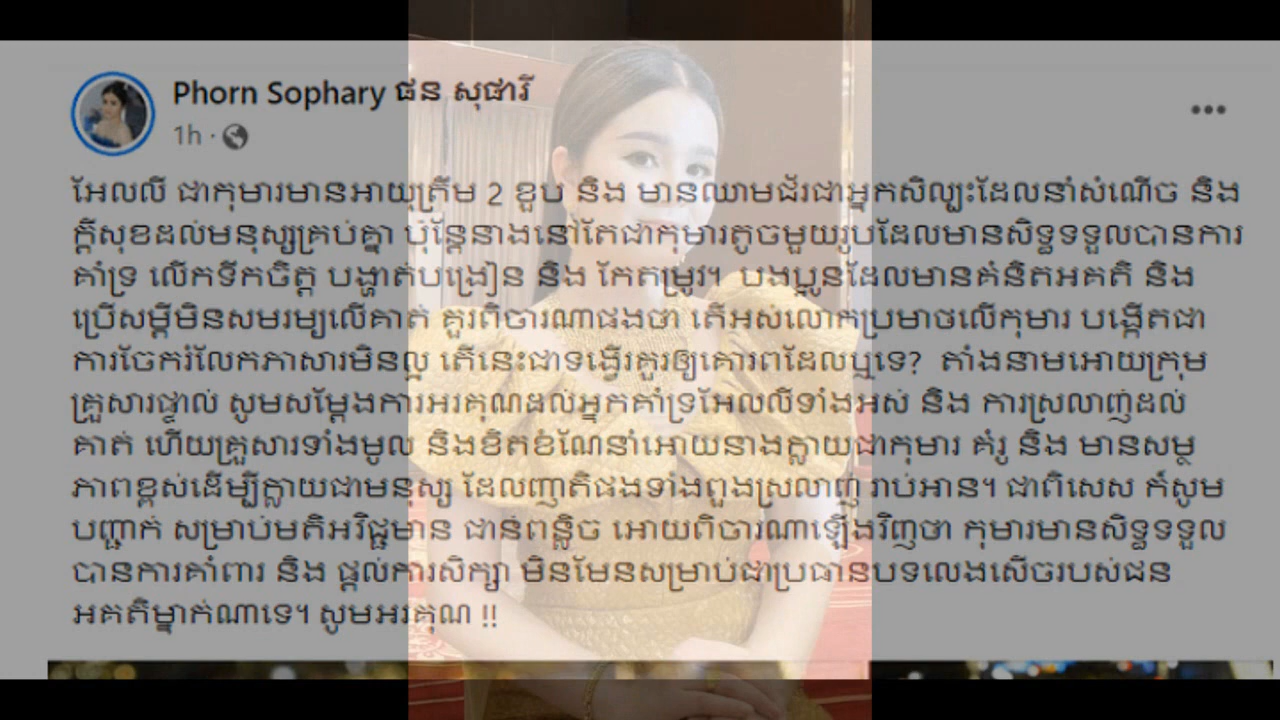 Phorn Sophary ផន សុផារី
1h ·
អែលលី ជាកុមារមានអាយុត្រឹម 2 ខួប និង មានឈាមជ័រជាអ្នកសិល្បះដែលនាំសំណើច និង
ក្តីសុខដល់មនុស្សគ្រប់គ្នា ប៉ុន្តែនាងនៅតែជាកុមារតូចមួយរូបដែលមានសិទ្ធទទួលបានការ
គាំទ្រ លើកទឹកចិត្ត បង្ហាត់បង្រៀន និង កែតម្រូវ។ បងប្អូនដែលមានគំនិតអគតិ និង
ប្រើសម្តីមិនសមរម្យលើគាត់ គួរពិចារណាផងថា តើអស់លោកប្រមាថលើកុមារ បង្កើតជា
ការចែករំលែកភាសារមិនល្អ តើនេះជាទង្វើរគួរឲ្យគោរពដែលឬទេ? តាំងនាមអោយក្រុម
គ្រួសារផ្ទាល់ សូមសម្តែងការអរគុណដល់អ្នកគាំទ្រអែលលីទាំងអស់ និង ការស្រលាញ់ដល់
គាត់ ហើយគ្រួសារទាំងមូល និងខិតខំណែនាំអោយនាងក្លាយជាកុមារ គំរូ និង មានសម្ថ
ភាពខ្ពស់ដើម្បីក្លាយជាមនុស្ស ដែលញាតិផងទាំងពួងស្រលាញ់ រាប់អាន។ ជាពិសេស ក៏សូម
បញ្ជាក់ សម្រាប់មតិអវិជ្ជមាន ជាន់ពន្លិច អោយពិចារណាឡើងវិញថា កុមារមានសិទ្ធទទួល
បានការគាំពារ និង ផ្តល់ការសិក្សា មិនមែនសម្រាប់ជាប្រធានបទលេងសើចរបស់ជន
អគតិម្នាក់ណាទេ។ សូមអរគុណ !!